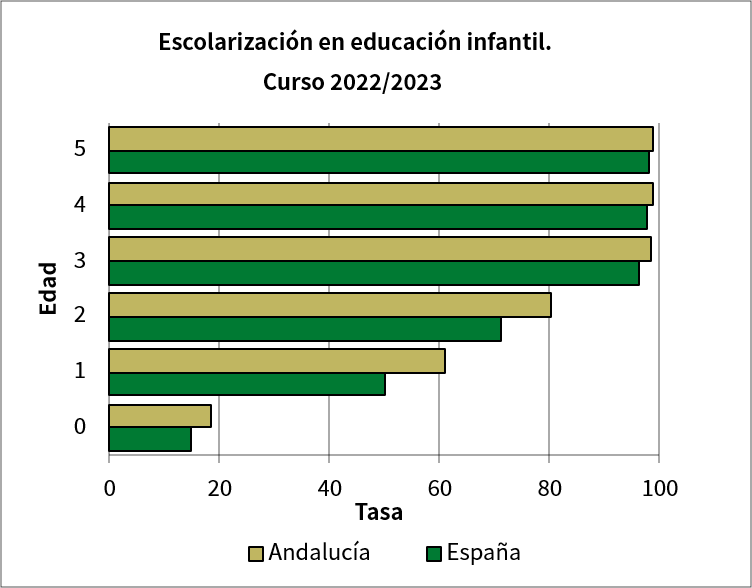 Escolarización en educación infantil.
Curso 2022/2023
Edad
5
4
3
2
1
0
0 20 40 60 80 100
Tasa
Andalucía España